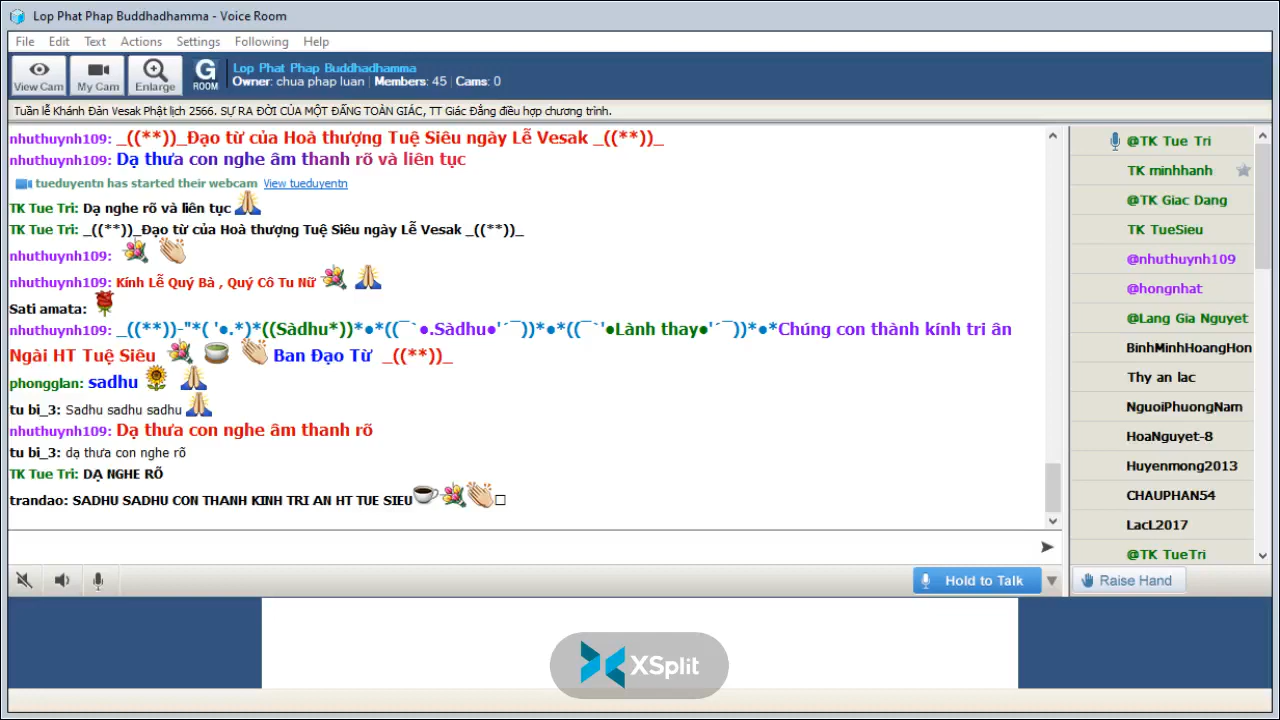 Lop Phat Phap Buddhadhamma - Voice Room
File Edit Text Actions Settings Following Help
View Cam My Cam Enlarge G ROOM
Lop Phat Phap Buddhadhamma
Owner: chua phap luan | Members: 45 | Cams: 0
Tuần lễ Khánh Đản Vesak Phật lịch 2566. SỰ RA ĐỜI CỦA MỘT ĐẤNG TOÀN GIÁC, TT Giác Đẳng điều hợp chương trình.
nhuthuynh109: _((**))_Đạo từ của Hoà thượng Tuệ Siêu ngày Lễ Vesak _((**))_
nhuthuynh109: Dạ thưa con nghe âm thanh rõ và liên tục
tueduyentn has started their webcam View tueduyentn
TK Tue Tri: Dạ nghe rõ và liên tục 🙏
TK Tue Tri: _((**))_Đạo từ của Hoà thượng Tuệ Siêu ngày Lễ Vesak _((**))_
nhuthuynh109: 💐 👏
nhuthuynh109: Kính Lễ Quý Bà , Quý Cô Tu Nữ 💐 🙏
Sati amata: 🌹
nhuthuynh109: _((**))-"*( '●.*)*((Sàdhu*))*●*((¯`●.Sàdhu●'´¯))*●*((¯`'●Lành thay●'´¯))*●*Chúng con thành kính tri ân
Ngài HT Tuệ Siêu 💐 🍵 👏 Ban Đạo Từ _((**))_
phongglan: sadhu 🌻 🙏
tu bi_3: Sadhu sadhu sadhu 🙏
nhuthuynh109: Dạ thưa con nghe âm thanh rõ
tu bi_3: dạ thưa con nghe rõ
TK Tue Tri: DẠ NGHE RÕ
trandao: SADHU SADHU CON THANH KINH TRI AN HT TUE SIEU☕💐👏□
Hold to Talk
@TK Tue Tri
TK minhhanh
@TK Giac Dang
TK TueSieu
@nhuthuynh109
@hongnhat
@Lang Gia Nguyet
BinhMinhHoangHon
Thy an lac
NguoiPhuongNam
HoaNguyet-8
Huyenmong2013
CHAUPHAN54
LacL2017
@TK TueTri
Raise Hand
XSplit